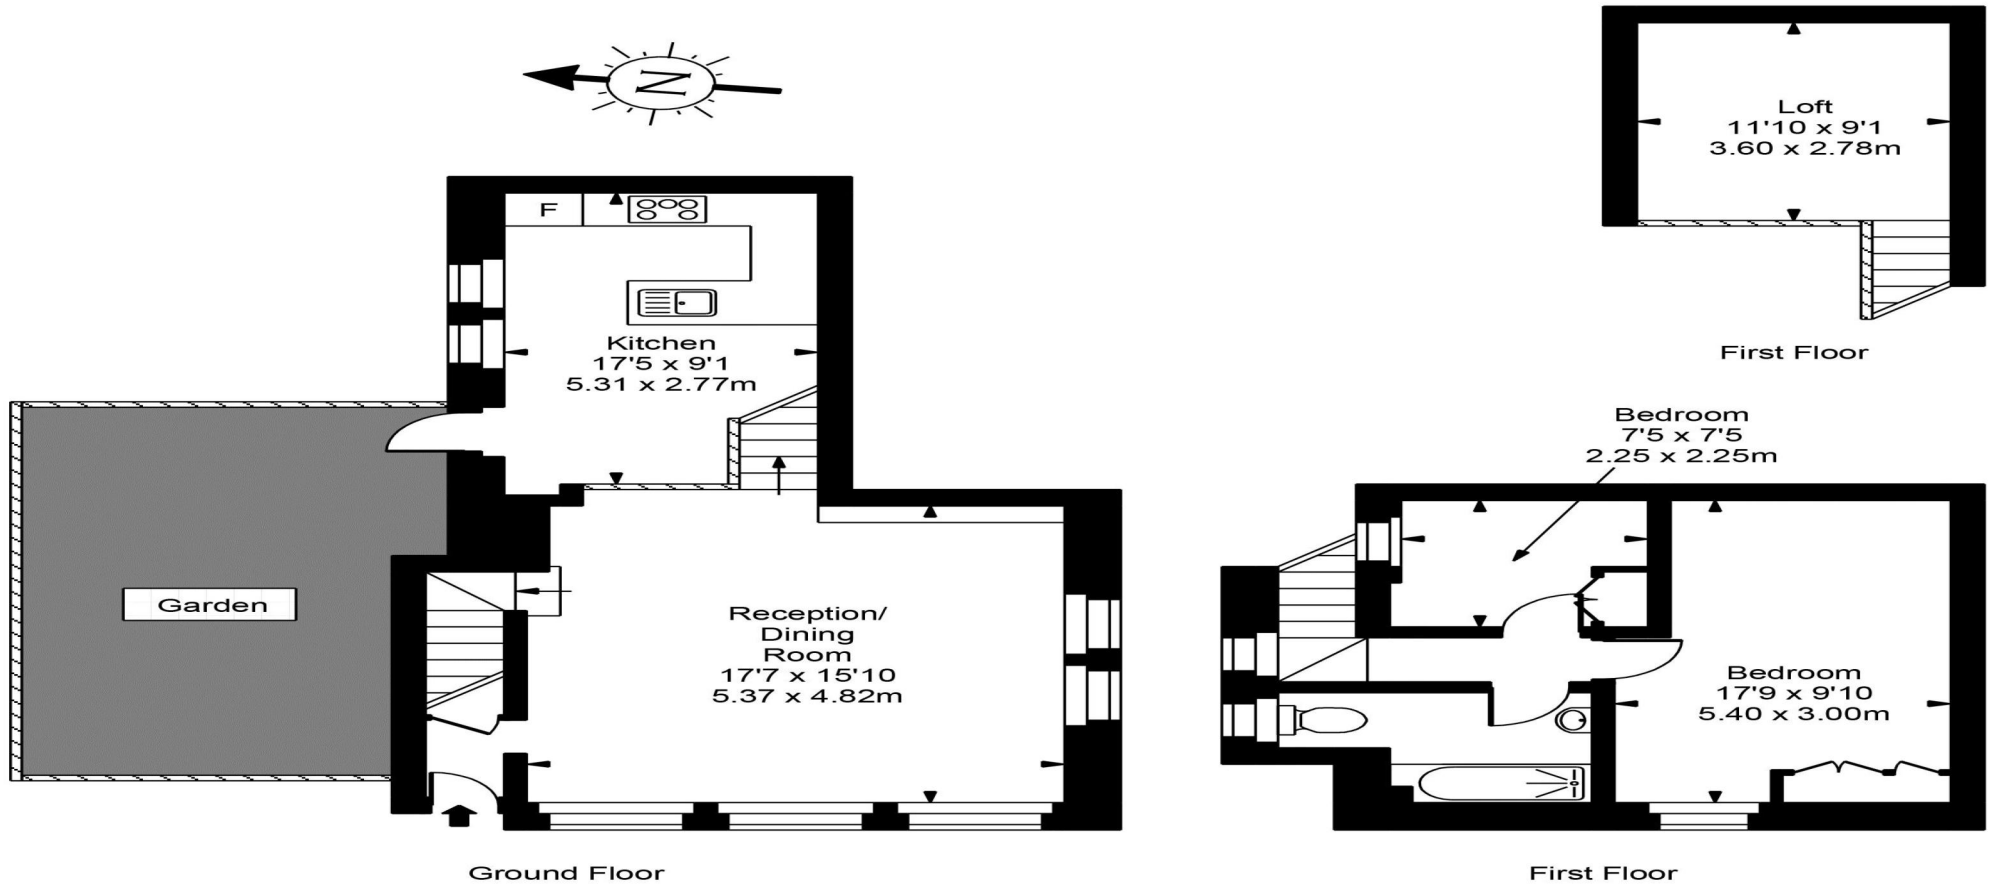 N
Loft
11'10 x 9'1
3.60 x 2.78m
First Floor
F
Kitchen
17'5 x 9'1
5.31 x 2.77m
Garden
Reception/
Dining
Room
17'7 x 15'10
5.37 x 4.82m
Ground Floor
Bedroom
7'5 x 7'5
2.25 x 2.25m
Bedroom
17'9 x 9'10
5.40 x 3.00m
First Floor